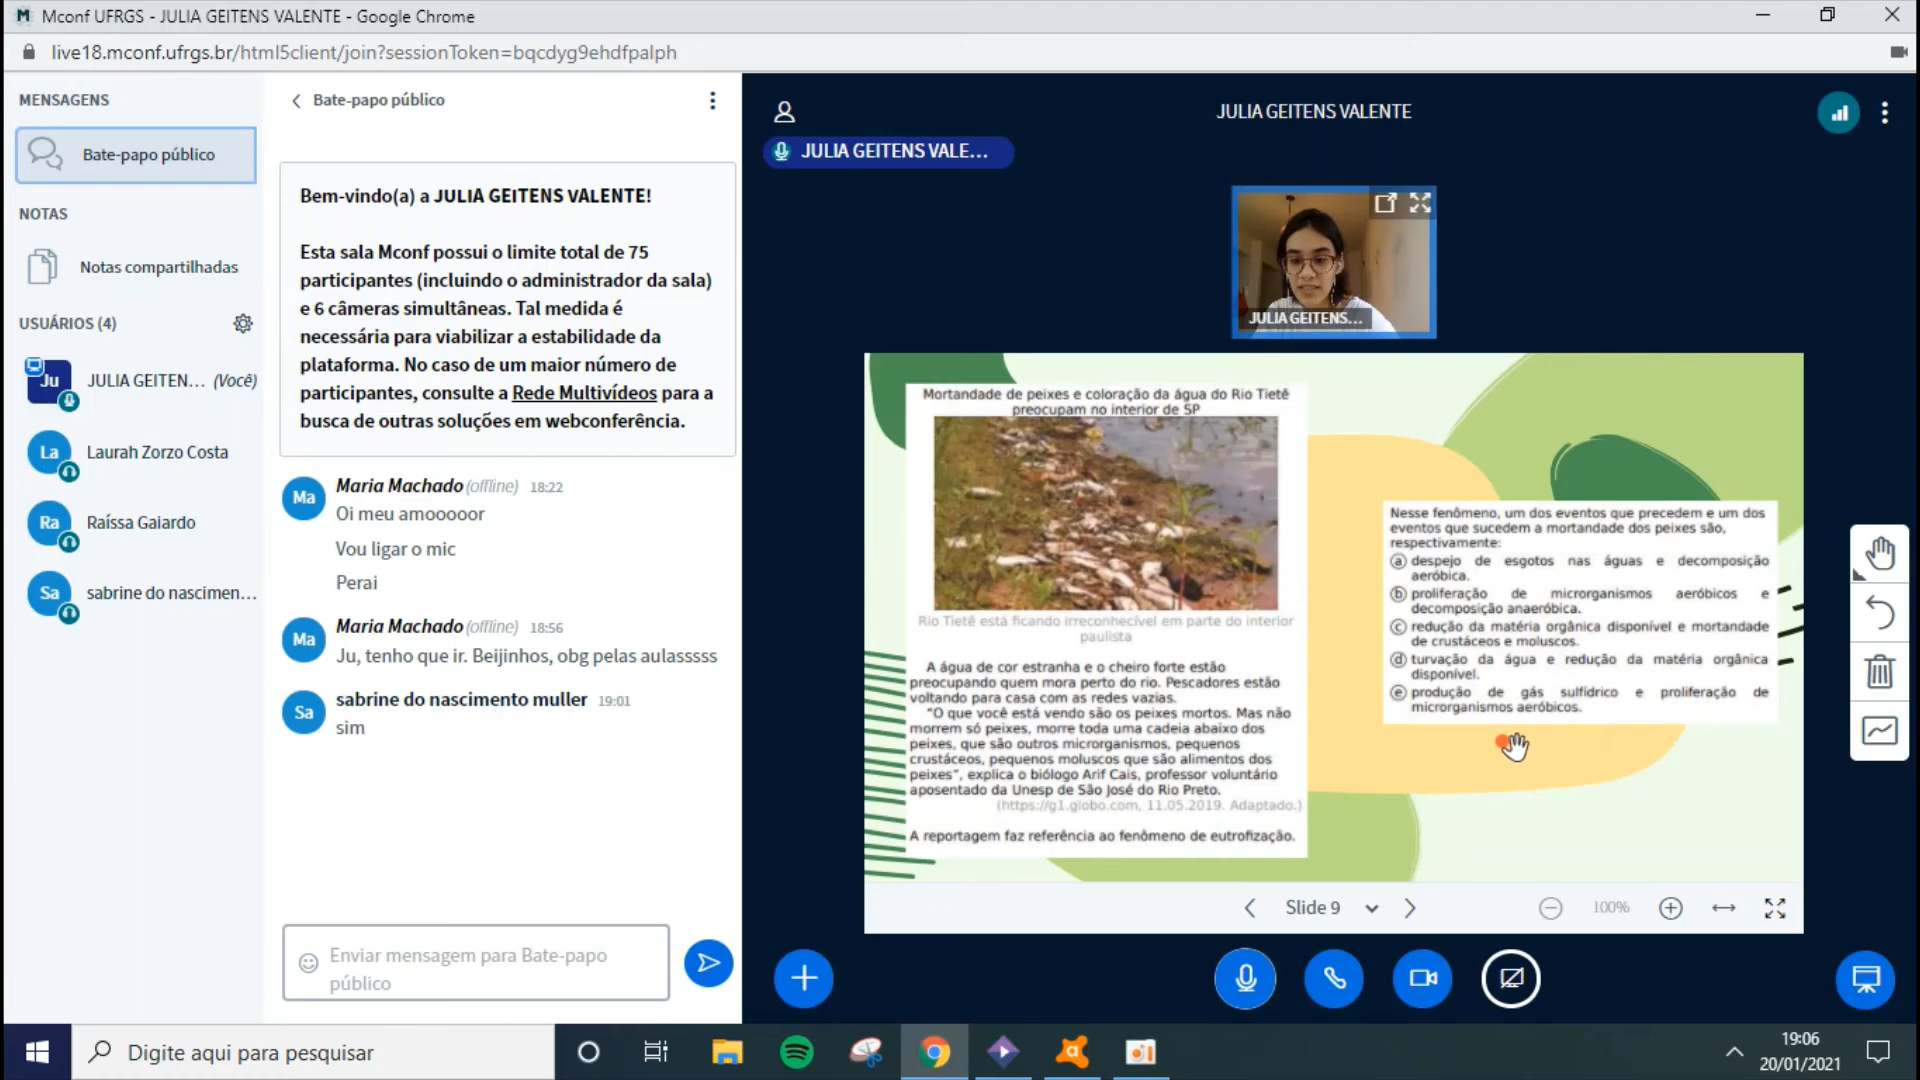 Mconf UFRGS - JULIA GEITENS VALENTE - Google Chrome
live18.mconf.ufrgs.br/html5client/join?sessionToken=bqcdyg9ehdfpalph
MENSAGENS
Bate-papo público
NOTAS
Notas compartilhadas
USUÁRIOS (4)
Ju
JULIA GEITEN... (Você)
La
Laurah Zorzo Costa
Ra
Raíssa Gaiardo
Sa
sabrine do nascimen...
Bate-papo público
Bem-vindo(a) a JULIA GEITENS VALENTE!
Esta sala Mconf possui o limite total de 75
participantes (incluindo o administrador da sala)
e 6 câmeras simultâneas. Tal medida é
necessária para viabilizar a estabilidade da
plataforma. No caso de um maior número de
participantes, consulte a Rede Multivídeos para a
busca de outras soluções em webconferência.
Ma
Maria Machado (offline) 18:22
Oi meu amooooor
Vou ligar o mic
Perai
Ma
Maria Machado (offline) 18:56
Ju, tenho que ir. Beijinhos, obg pelas aulasssss
Sa
sabrine do nascimento muller 19:01
sim
Enviar mensagem para Bate-papo
público
JULIA GEITENS VALENTE
JULIA GEITENS VALE...
JULIA GEITENS...
Mortandade de peixes e coloração da água do Rio Tietê
preocupam no interior de SP
Rio Tietê está ficando irreconhecível em parte do interior
paulista
A água de cor estranha e o cheiro forte estão
preocupando quem mora perto do rio. Pescadores estão
voltando para casa com as redes vazias.
“O que você está vendo são os peixes mortos. Mas não
morrem só peixes, morre toda uma cadeia abaixo dos
peixes, que são outros microrganismos, pequenos
crustáceos, pequenos moluscos que são alimentos dos
peixes”, explica o biólogo Arif Cais, professor voluntário
aposentado da Unesp de São José do Rio Preto.
(https://g1.globo.com, 11.05.2019. Adaptado.)
A reportagem faz referência ao fenômeno de eutrofização.
Nesse fenômeno, um dos eventos que precedem e um dos
eventos que sucedem a mortandade dos peixes são,
respectivamente:
a despejo de esgotos nas águas e decomposição
aeróbica.
b proliferação de microrganismos aeróbicos e
decomposição anaeróbica.
c redução da matéria orgânica disponível e mortandade
de crustáceos e moluscos.
d turvação da água e redução da matéria orgânica
disponível.
e produção de gás sulfídrico e proliferação de
microrganismos aeróbicos.
Slide 9
100%
Digite aqui para pesquisar
19:06
20/01/2021